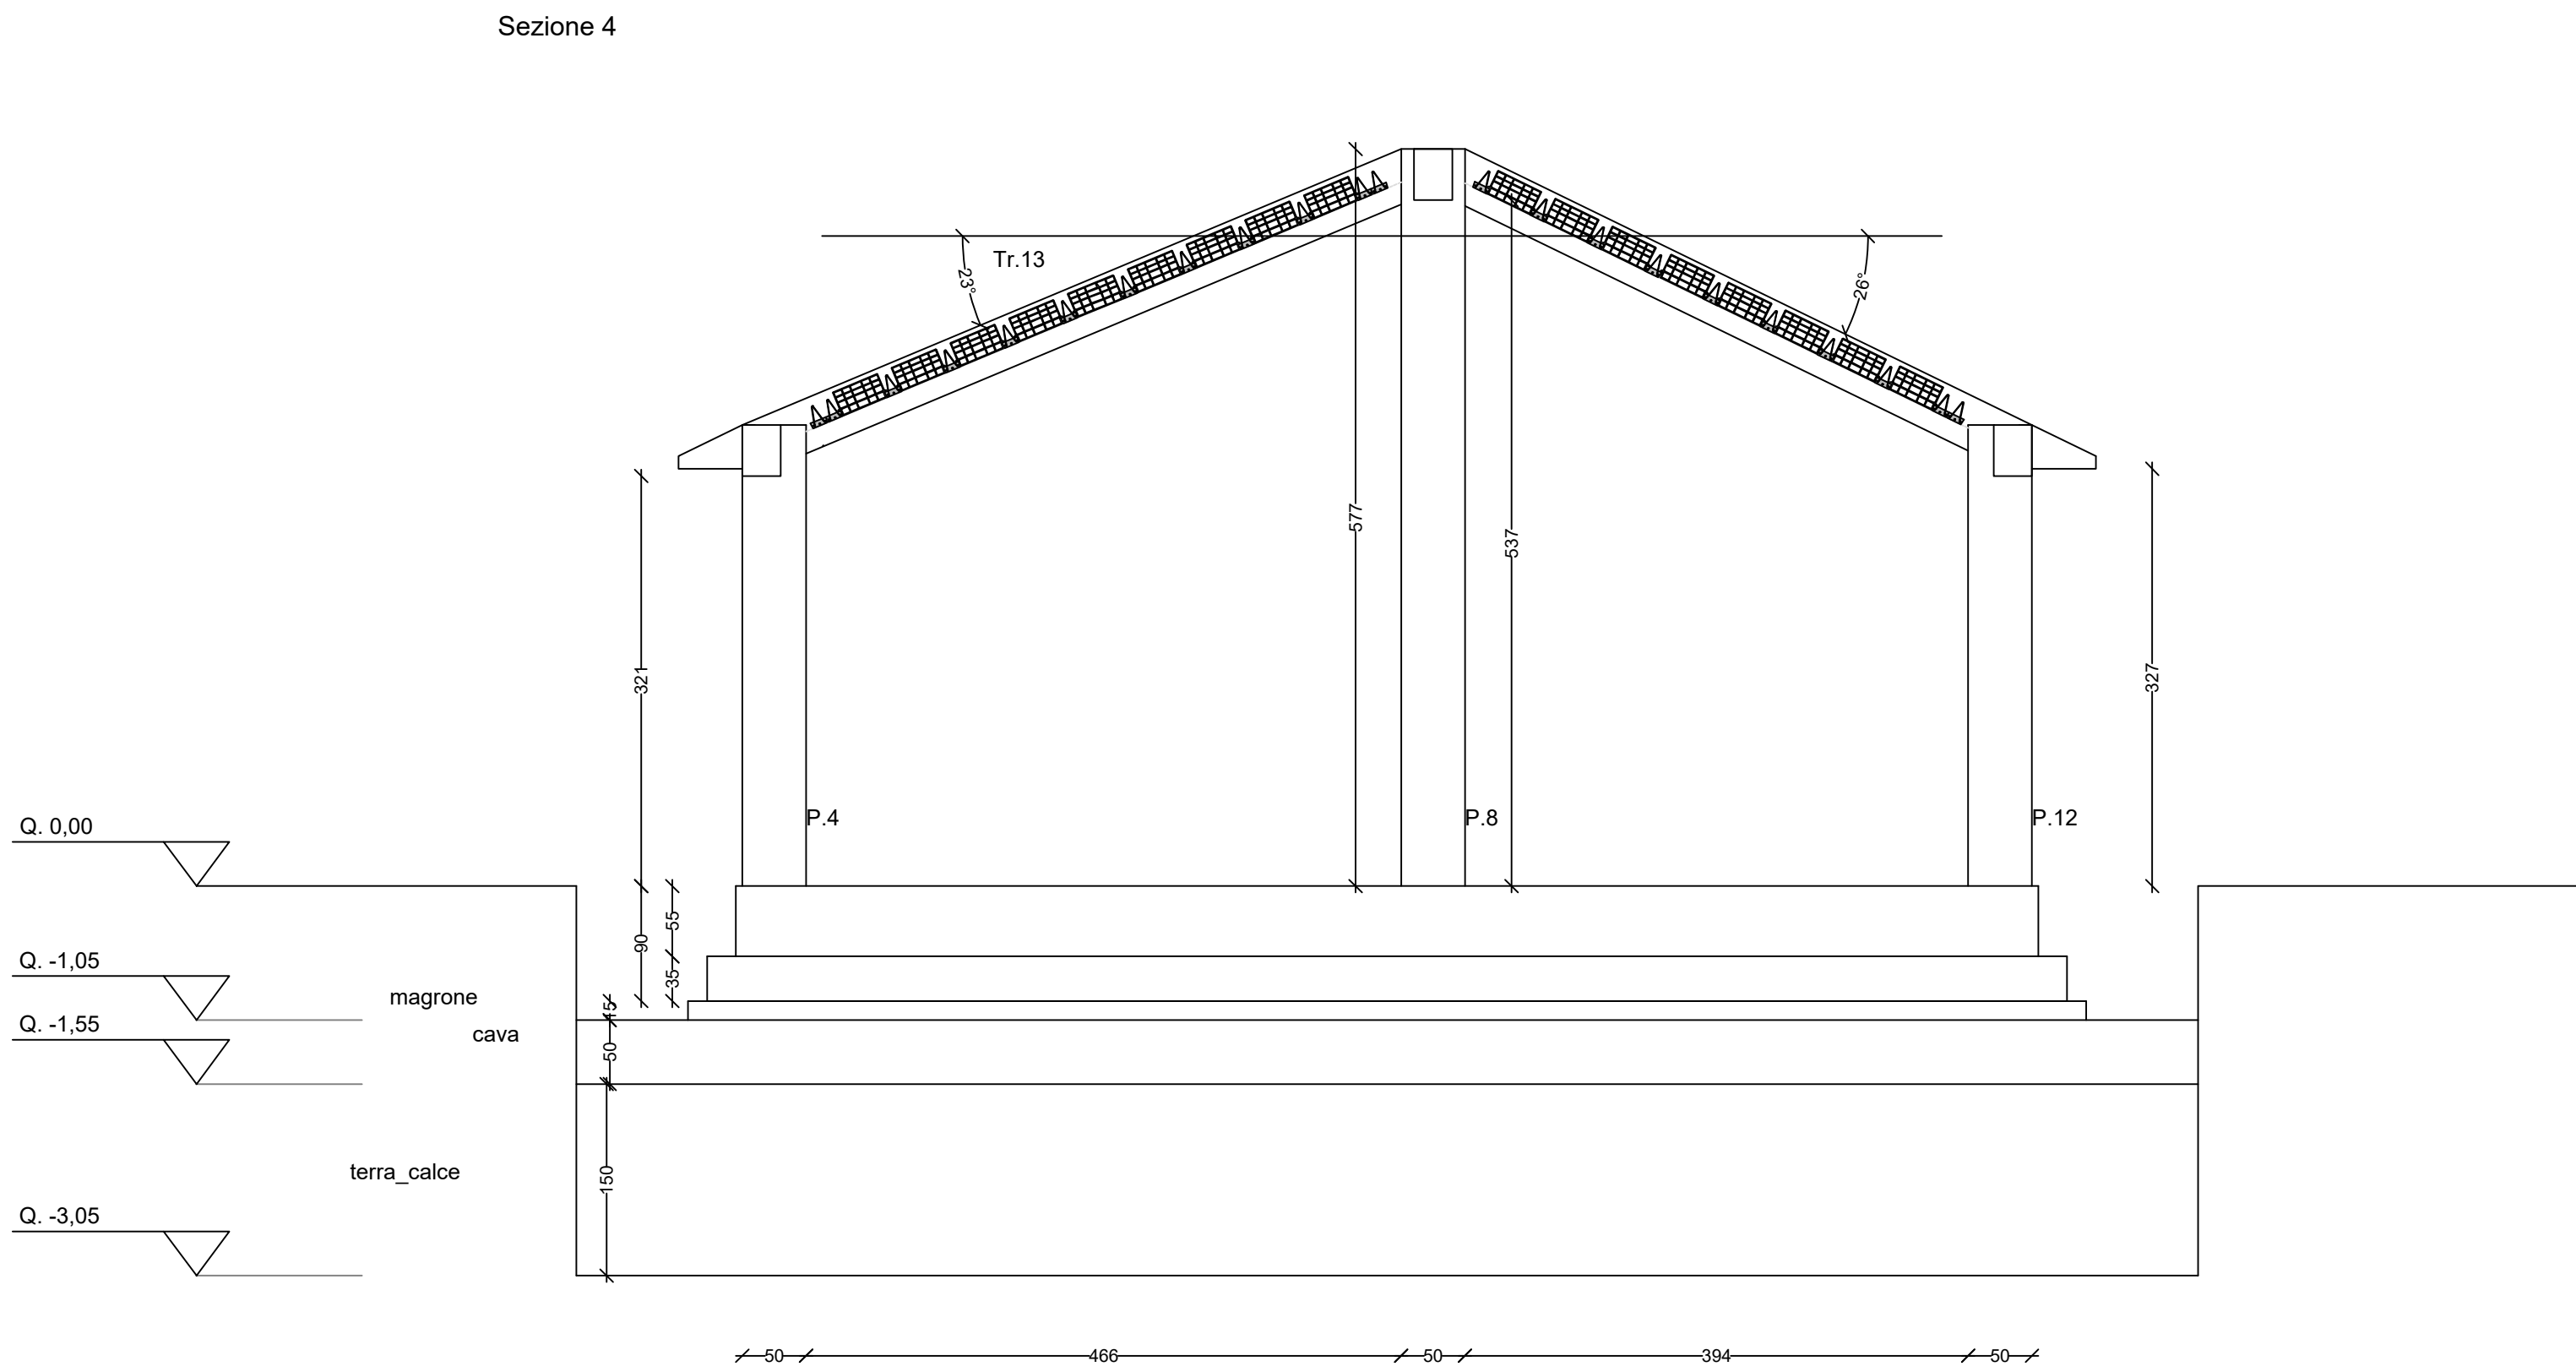 Sezione 4
Tr.13
23°
26°
577
537
321
327
P.4
P.8
P.12
Q. 0,00
55
90
Q. -1,05
35
magrone
15
Q. -1,55
cava
50
terra_calce
150
Q. -3,05
50
466
50
394
50